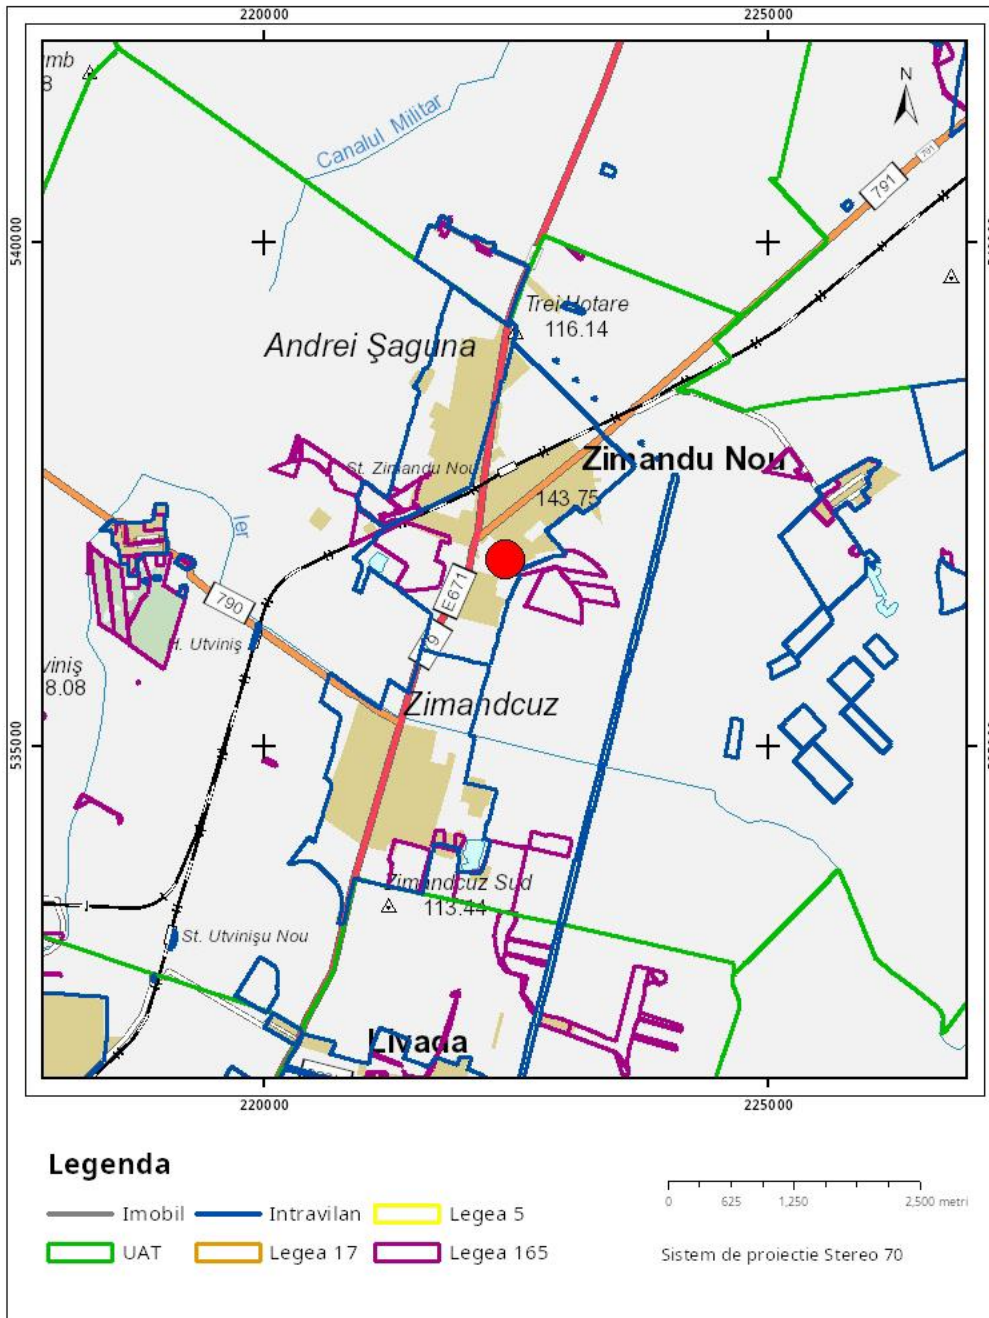 220000 225000
mb
8
N
Canalul Militar
791
791
540000
Trei Hotare
116.14
Andrei Şaguna
St. Zimandu Nou
Zimandu Nou
143.75
Ier
E671
790
79
H. Utviniş
viniş
8.08
Zimandcuz
535000
Zimandcuz Sud
113.44
St. Utvinişu Nou
Livada
220000 225000
Legenda
Imobil Intravilan Legea 5
UAT Legea 17 Legea 165
0 625 1,250 2,500 metri
Sistem de proiectie Stereo 70